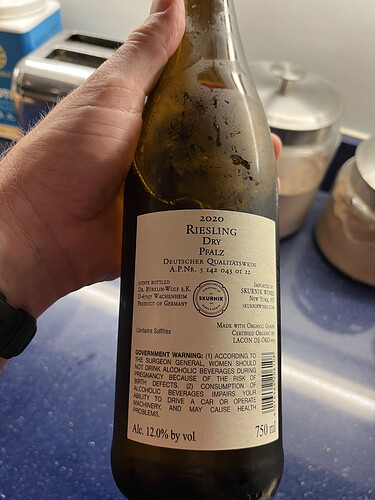 2020
RIESLING
DRY
PFALZ
DEUTSCHER QUALITÄTSWEIN
A.P.NR. 5 142 043 01 22
ESTATE BOTTLED
DR. BÜRKLIN-WOLF E.K.
D-67157 WACHENHEIM
PRODUCT OF GERMANY
SKURNIK
IMPORTED BY
SKURNIK WINES
NEW YORK, NY
SKURNIKWINES.COM
Contains Sulfites
MADE WITH ORGANIC
CERTIFIED ORGANIC BY
LACON DE-ÖKO-003
GOVERNMENT WARNING: (1) ACCORDING TO
THE SURGEON GENERAL, WOMEN SHOULD
NOT DRINK ALCOHOLIC BEVERAGES DURING
PREGNANCY BECAUSE OF THE RISK OF
BIRTH DEFECTS. (2) CONSUMPTION OF
ALCOHOLIC BEVERAGES IMPAIRS YOUR
ABILITY TO DRIVE A CAR OR OPERATE
MACHINERY, AND MAY CAUSE HEALTH
PROBLEMS.
Alc. 12.0% by vol.
750 ml